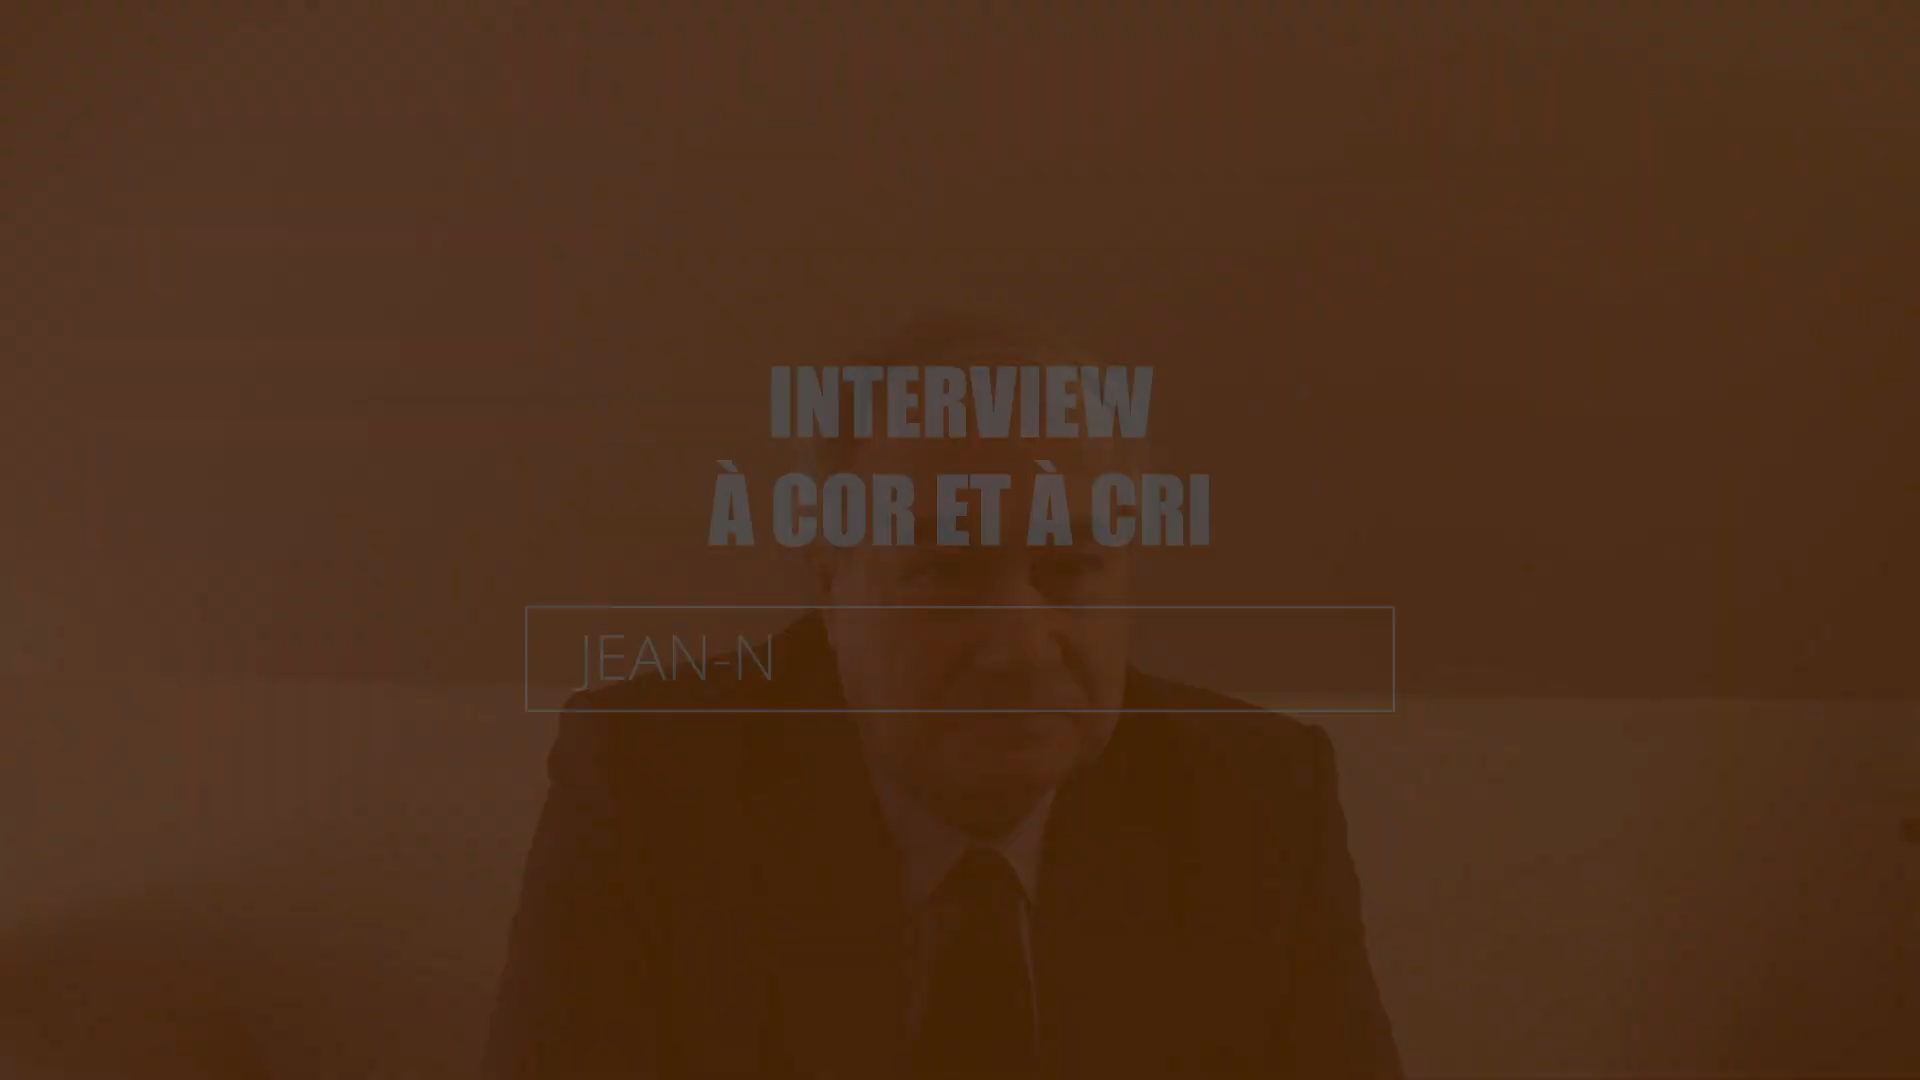 INTERVIEW
À COR ET À CRI
JEAN-N